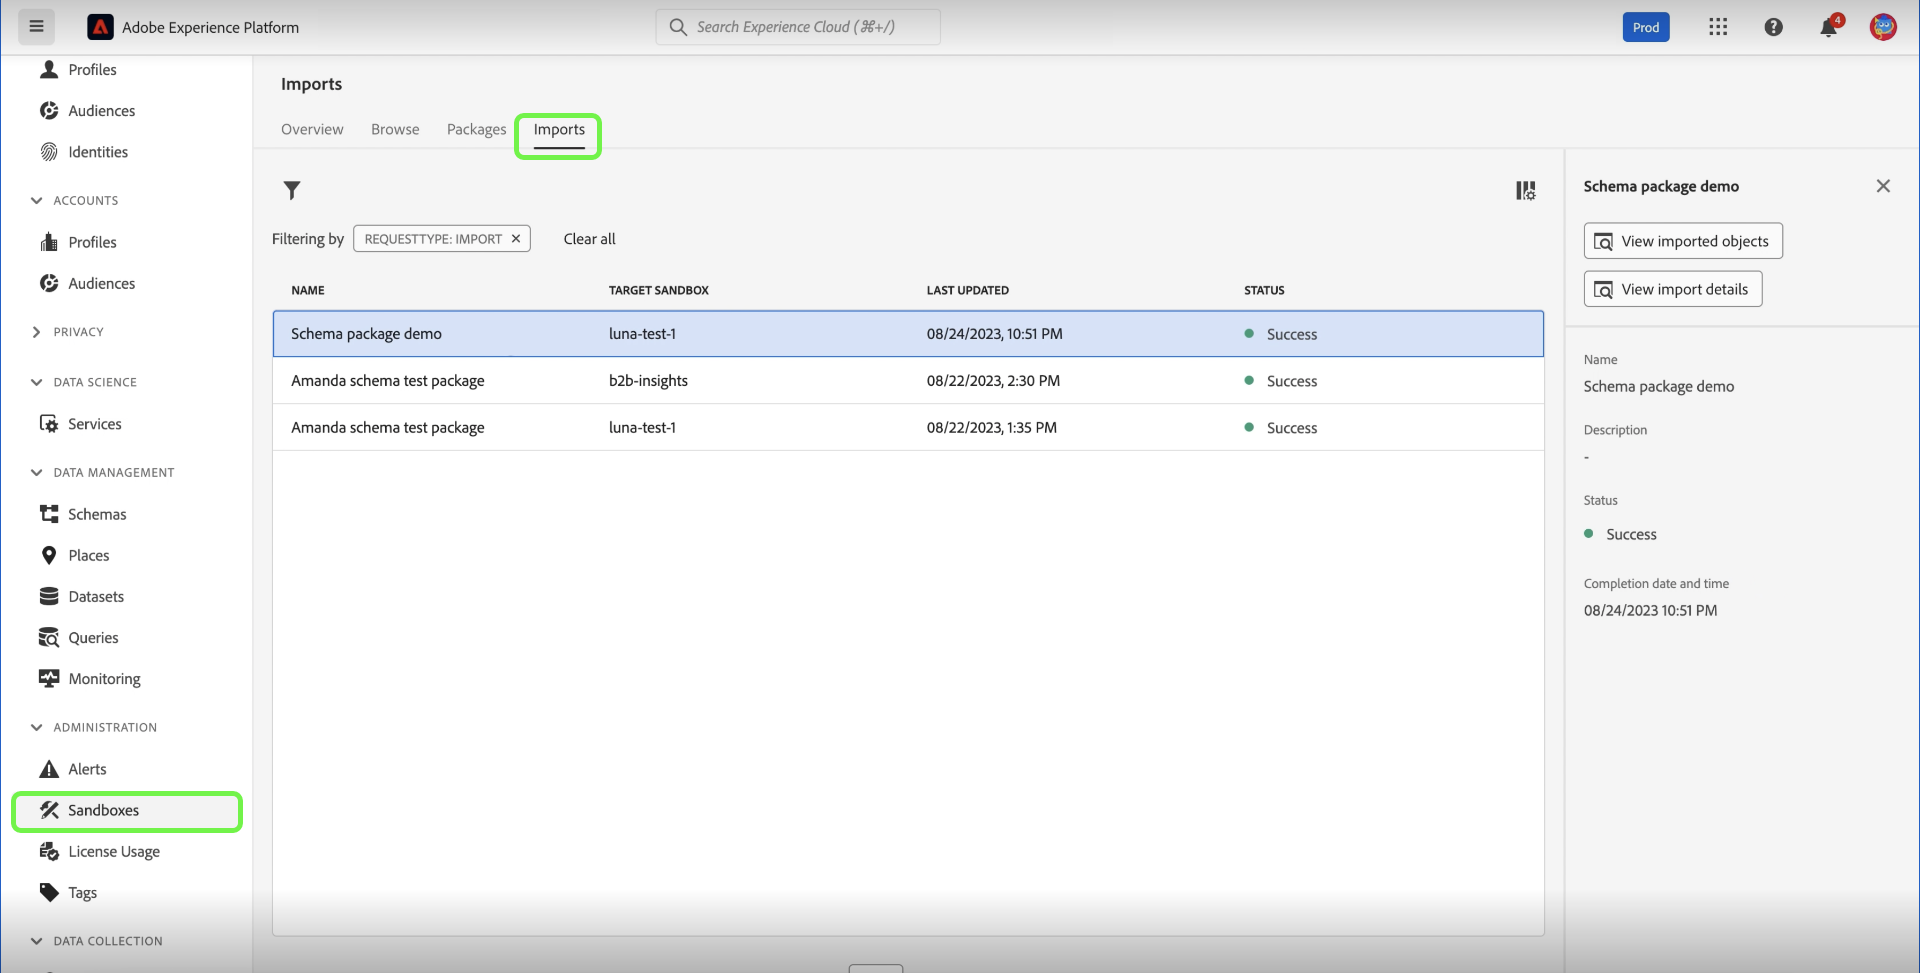 Adobe Experience Platform
Search Experience Cloud (⌘+/)
Prod
4
Profiles
Audiences
Identities
ACCOUNTS
Profiles
Audiences
PRIVACY
DATA SCIENCE
Services
DATA MANAGEMENT
Schemas
Places
Datasets
Queries
Monitoring
ADMINISTRATION
Alerts
Sandboxes
License Usage
Tags
DATA COLLECTION
Imports
Overview Browse Packages Imports
Filtering by REQUESTTYPE: IMPORT Clear all
NAME TARGET SANDBOX LAST UPDATED STATUS
Schema package demo luna-test-1 08/24/2023, 10:51 PM Success
Amanda schema test package b2b-insights 08/22/2023, 2:30 PM Success
Amanda schema test package luna-test-1 08/22/2023, 1:35 PM Success
Schema package demo
View imported objects
View import details
Name
Schema package demo
Description
-
Status
Success
Completion date and time
08/24/2023 10:51 PM